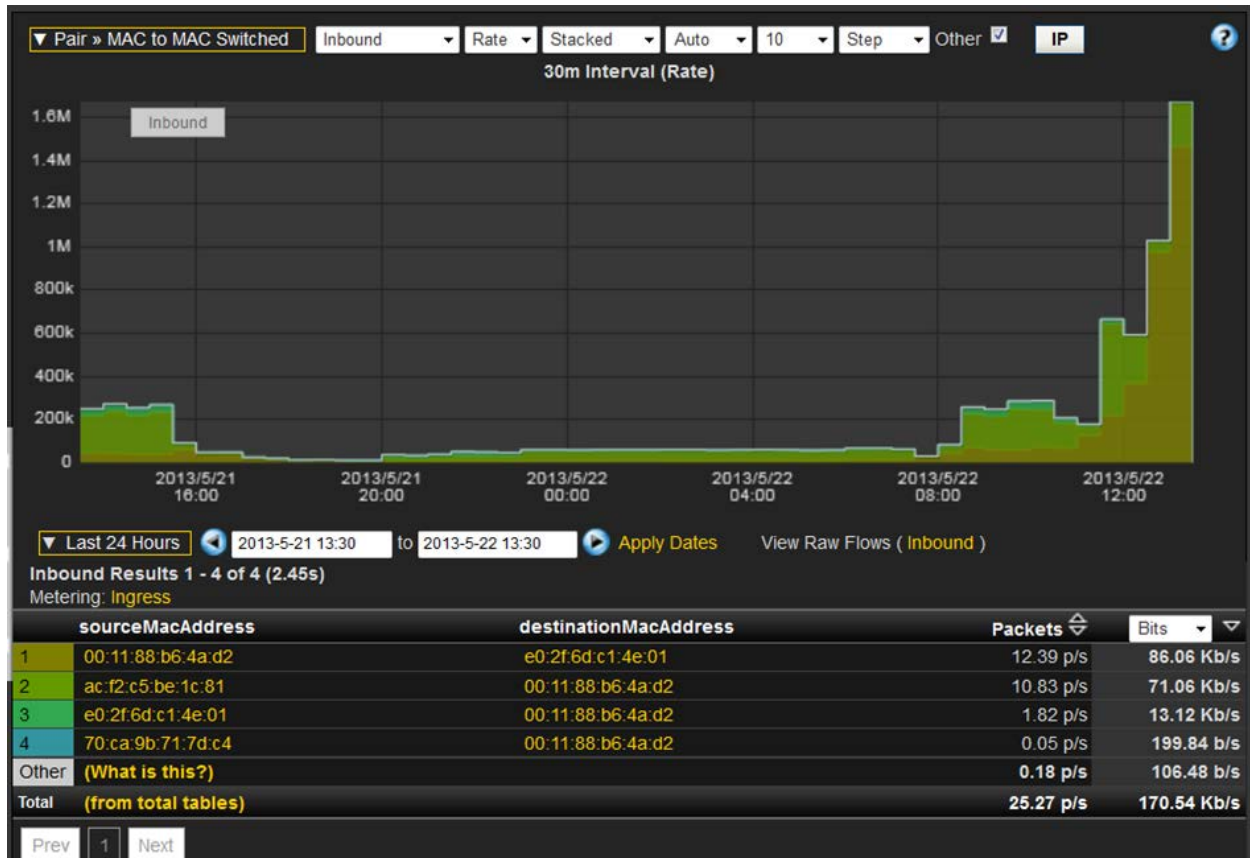 ▼ Pair » MAC to MAC Switched Inbound Rate Stacked Auto 10 Step Other IP ?
30m Interval (Rate)
Inbound
1.6M
1.4M
1.2M
1M
800k
600k
400k
200k
0
2013/5/21 2013/5/21 2013/5/22 2013/5/22 2013/5/22 2013/5/22
16:00 20:00 00:00 04:00 08:00 12:00
▼ Last 24 Hours 2013-5-21 13:30 to 2013-5-22 13:30 Apply Dates View Raw Flows ( Inbound )
Inbound Results 1 - 4 of 4 (2.45s)
Metering: Ingress
sourceMacAddress destinationMacAddress Packets Bits
1 00:11:88:b6:4a:d2 e0:2f:6d:c1:4e:01 12.39 p/s 86.06 Kb/s
2 ac:f2:c5:be:1c:81 00:11:88:b6:4a:d2 10.83 p/s 71.06 Kb/s
3 e0:2f:6d:c1:4e:01 00:11:88:b6:4a:d2 1.82 p/s 13.12 Kb/s
4 70:ca:9b:71:7d:c4 00:11:88:b6:4a:d2 0.05 p/s 199.84 b/s
Other (What is this?) 0.18 p/s 106.48 b/s
Total (from total tables) 25.27 p/s 170.54 Kb/s
Prev 1 Next